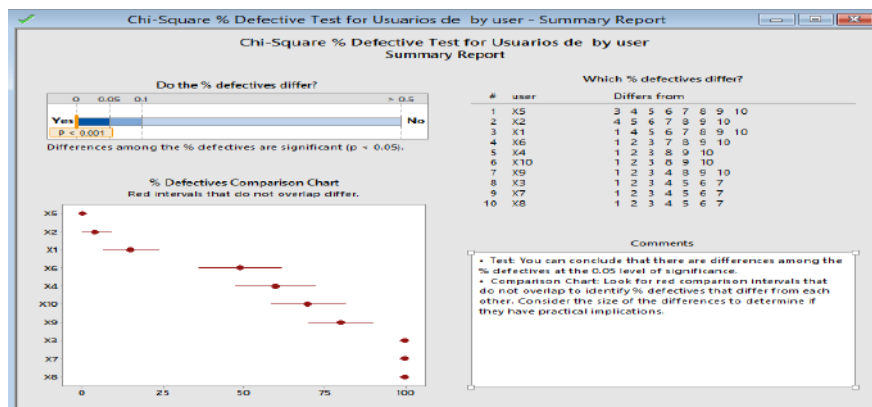 Chi-Square % Defective Test for Usuarios de by user - Summary Report
Chi-Square % Defective Test for Usuarios de by user
Summary Report
Do the % defectives differ?
0 0.05 0.1 > 0.5
Yes No
P < 0.001
Differences among the % defectives are significant (p < 0.05).
% Defectives Comparison Chart
Red intervals that do not overlap differ.
X5
X2
X1
X6
X4
X10
X9
X3
X7
X8
0 25 50 75 100
Which % defectives differ?
# user Differs from
1 X5 3 4 5 6 7 8 9 10
2 X2 4 5 6 7 8 9 10
3 X1 1 4 5 6 7 8 9 10
4 X6 1 2 3 7 8 9 10
5 X4 1 2 3 8 9 10
6 X10 1 2 3 8 9 10
7 X9 1 2 3 4 8 9 10
8 X3 1 2 3 4 5 6 7
9 X7 1 2 3 4 5 6 7
10 X8 1 2 3 4 5 6 7
Comments
• Test: You can conclude that there are differences among the
% defectives at the 0.05 level of significance.
• Comparison Chart: Look for red comparison intervals that
do not overlap to identify % defectives that differ from each
other. Consider the size of the differences to determine if
they have practical implications.